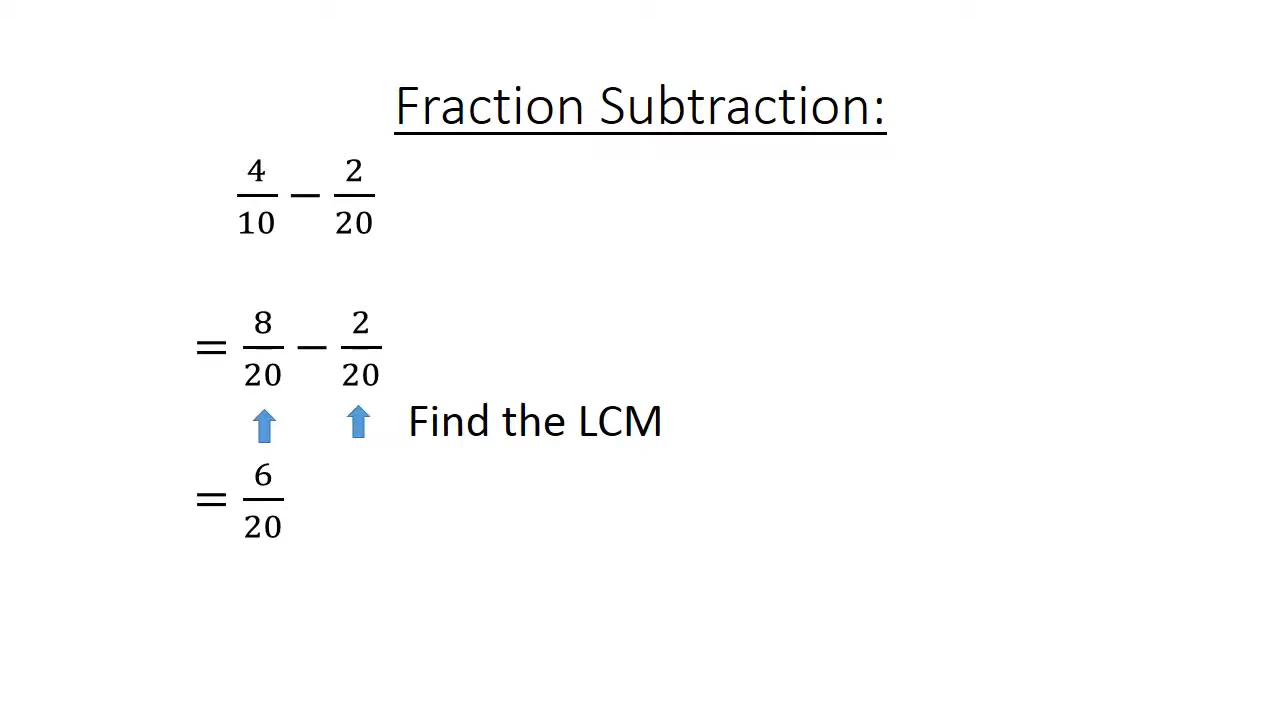 Fraction Subtraction:
4/10 − 2/20
= 8/20 − 2/20
Find the LCM
= 6/20